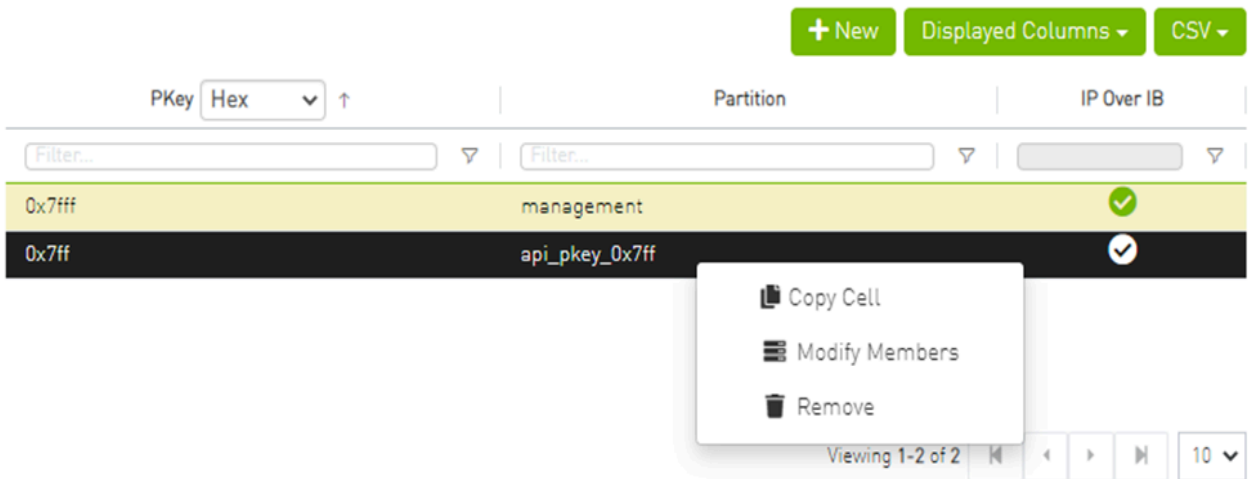 New Displayed Columns CSV
PKey Hex Partition IP Over IB
Filter... Filter...
0x7fff management
0x7ff api_pkey_0x7ff
Copy Cell
Modify Members
Remove
Viewing 1-2 of 2 10